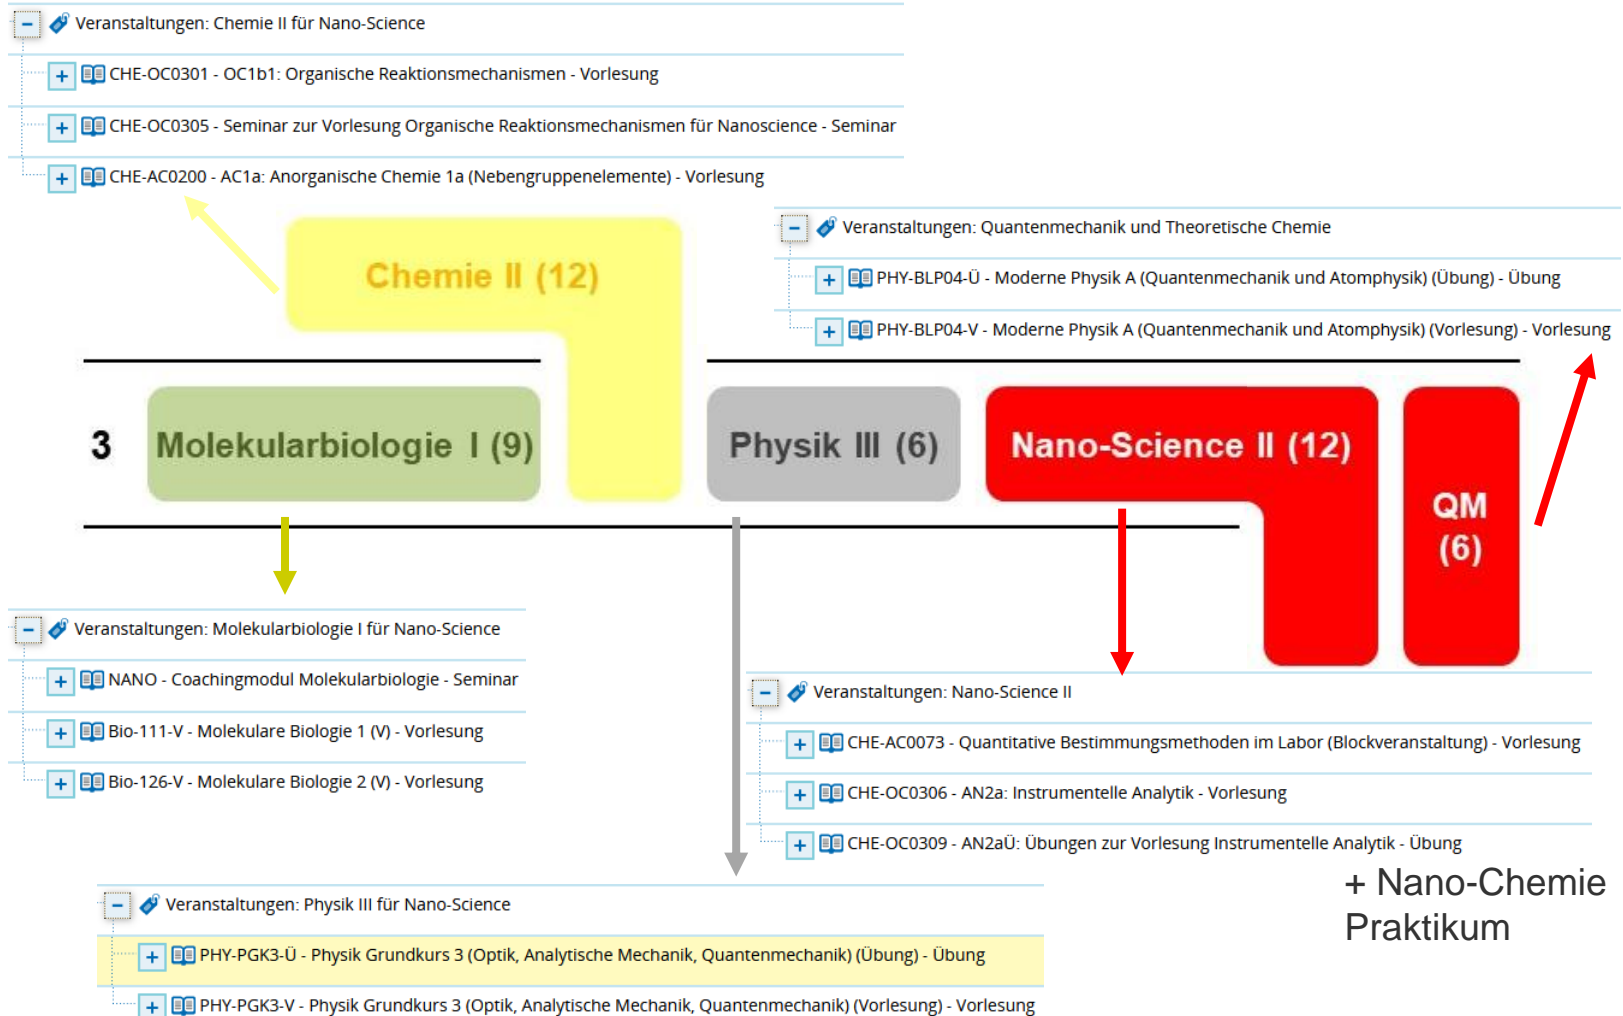 Veranstaltungen: Chemie II für Nano-Science
CHE-OC0301 - OC1b1: Organische Reaktionsmechanismen - Vorlesung
CHE-OC0305 - Seminar zur Vorlesung Organische Reaktionsmechanismen für Nanoscience - Seminar
CHE-AC0200 - AC1a: Anorganische Chemie 1a (Nebengruppenelemente) - Vorlesung
Veranstaltungen: Quantenmechanik und Theoretische Chemie
PHY-BLP04-Ü - Moderne Physik A (Quantenmechanik und Atomphysik) (Übung) - Übung
PHY-BLP04-V - Moderne Physik A (Quantenmechanik und Atomphysik) (Vorlesung) - Vorlesung
Chemie II (12)
3
Molekularbiologie I (9)
Physik III (6)
Nano-Science II (12)
QM
(6)
Veranstaltungen: Molekularbiologie I für Nano-Science
NANO - Coachingmodul Molekularbiologie - Seminar
Bio-111-V - Molekulare Biologie 1 (V) - Vorlesung
Bio-126-V - Molekulare Biologie 2 (V) - Vorlesung
Veranstaltungen: Nano-Science II
CHE-AC0073 - Quantitative Bestimmungsmethoden im Labor (Blockveranstaltung) - Vorlesung
CHE-OC0306 - AN2a: Instrumentelle Analytik - Vorlesung
CHE-OC0309 - AN2aÜ: Übungen zur Vorlesung Instrumentelle Analytik - Übung
+ Nano-Chemie
Praktikum
Veranstaltungen: Physik III für Nano-Science
PHY-PGK3-Ü - Physik Grundkurs 3 (Optik, Analytische Mechanik, Quantenmechanik) (Übung) - Übung
PHY-PGK3-V - Physik Grundkurs 3 (Optik, Analytische Mechanik, Quantenmechanik) (Vorlesung) - Vorlesung